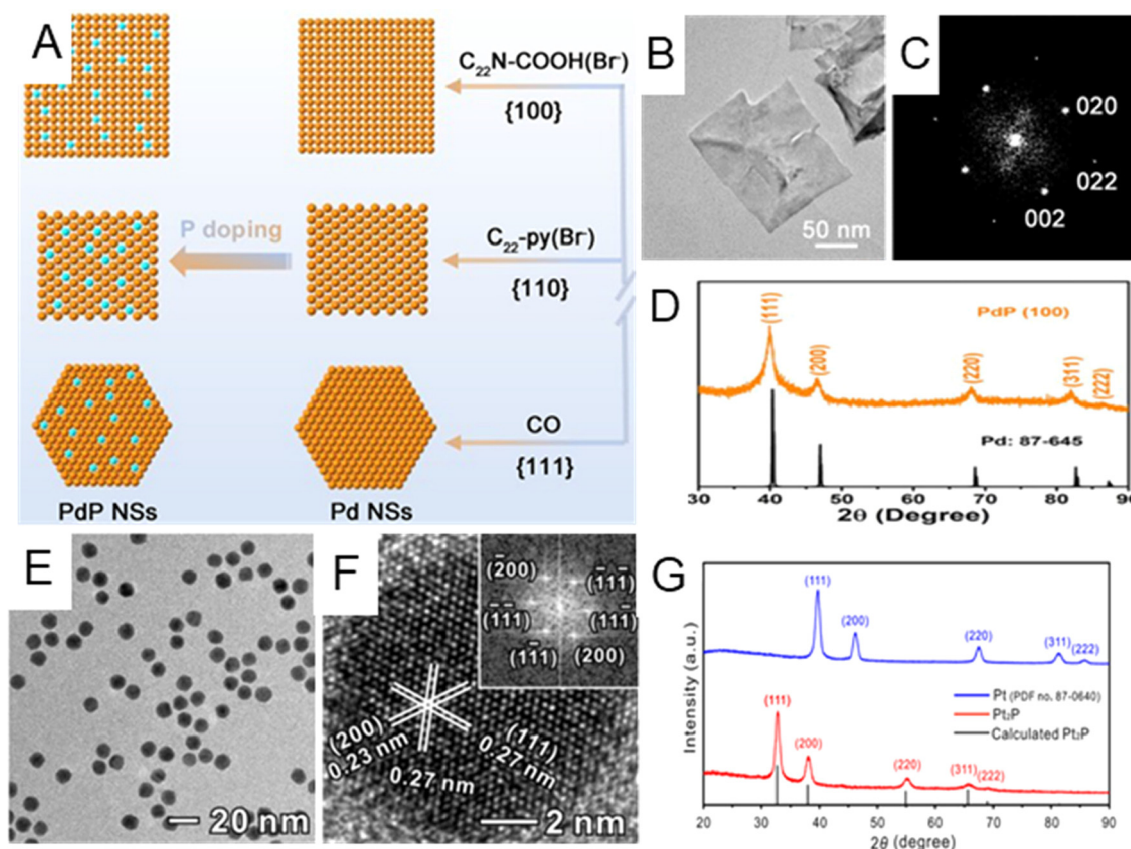 A
C₂₂N-COOH(Br⁻)
{100}
P doping
C₂₂-py(Br⁻)
{110}
CO
{111}
PdP NSs
Pd NSs
B
50 nm
C
020
022
002
D
PdP (100)
(111)
(200)
(220)
(311)
(222)
Pd: 87-645
30 40 50 60 70 80 90
2θ (Degree)
E
20 nm
F
(2̄00)
(1̄11̄)
(1̄1̄1)
(111̄)
(11̄1)
(200)
(200)
0.23 nm
0.27 nm
(111)
0.27 nm
2 nm
G
Intensity (a.u.)
(111)
(200)
(220)
(311)
(222)
Pt (PDF no. 87-0640)
Pt₂P
Calculated Pt₂P
(111)
(200)
(220)
(311)
(222)
20 30 40 50 60 70 80 90
2θ (degree)